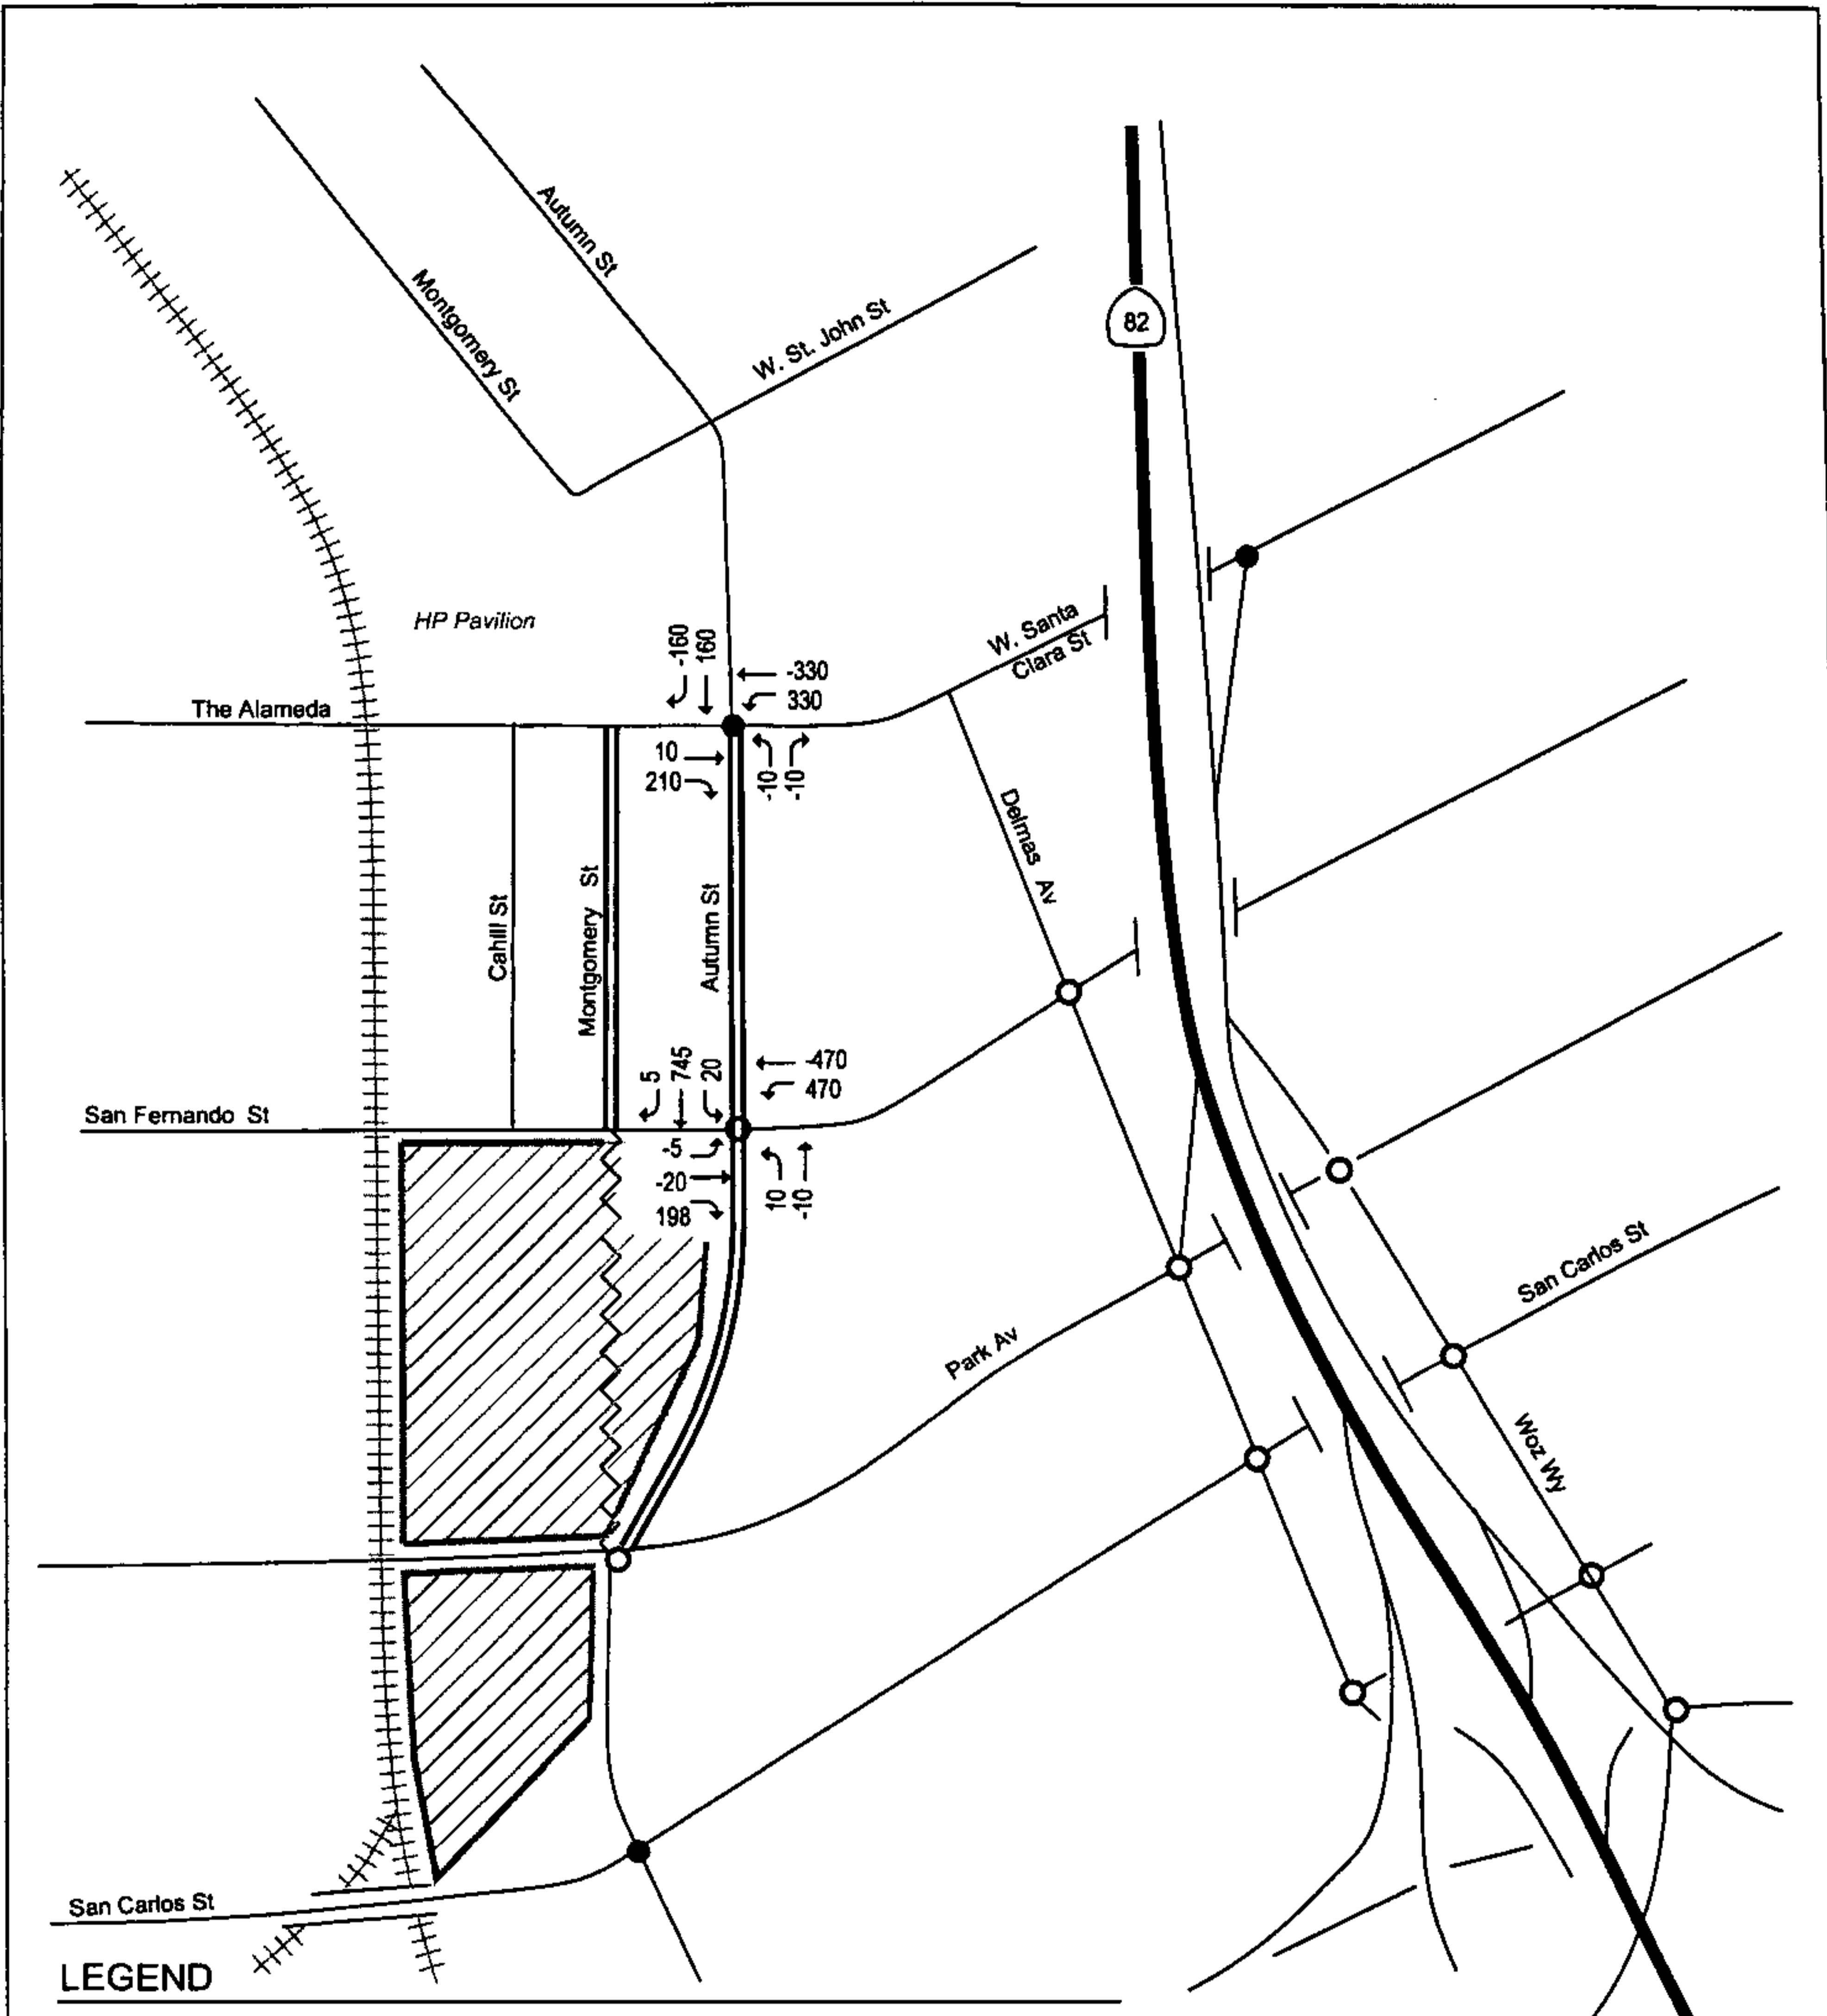 Autumn St
Montgomery St
W. St. John St
82
HP Pavilion
-160
160
-330
330
W. Santa
Clara St
The Alameda
10
210
-10
-10
Delmas Av
Cahill St
Montgomery St
Autumn St
5
745
20
-470
470
San Fernando St
-5
-20
198
10
-10
San Carlos St
Park Av
Woz Wy
San Carlos St
LEGEND